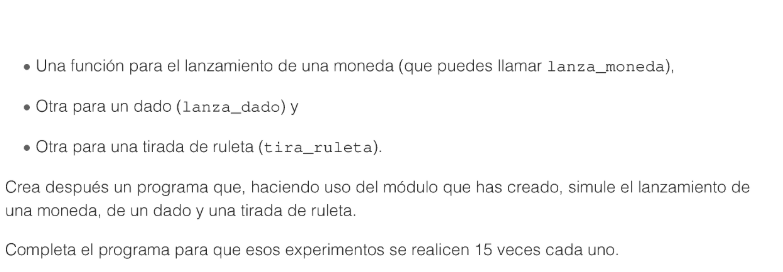 • Una función para el lanzamiento de una moneda (que puedes llamar lanza_moneda),
• Otra para un dado (lanza_dado) y
• Otra para una tirada de ruleta (tira_ruleta).
Crea después un programa que, haciendo uso del módulo que has creado, simule el lanzamiento de
una moneda, de un dado y una tirada de ruleta.
Completa el programa para que esos experimentos se realicen 15 veces cada uno.